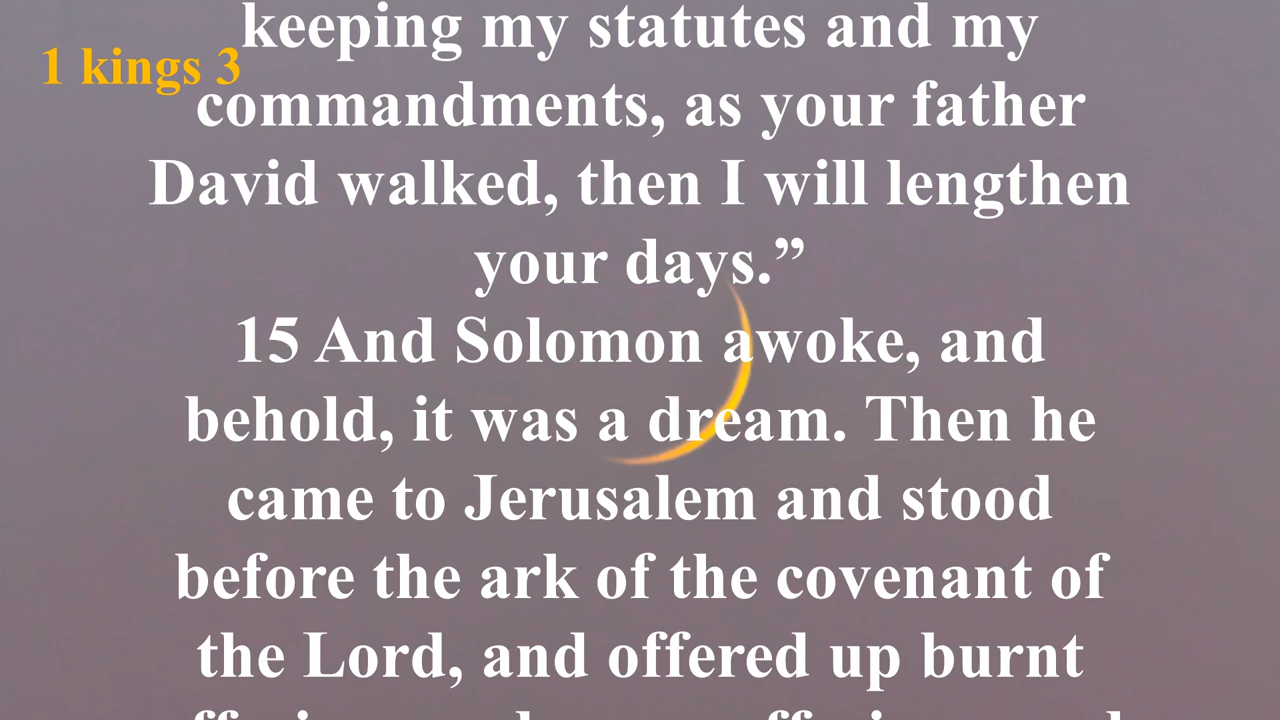 1 kings 3
keeping my statutes and my
commandments, as your father
David walked, then I will lengthen
your days.”
15 And Solomon awoke, and
behold, it was a dream. Then he
came to Jerusalem and stood
before the ark of the covenant of
the Lord, and offered up burnt